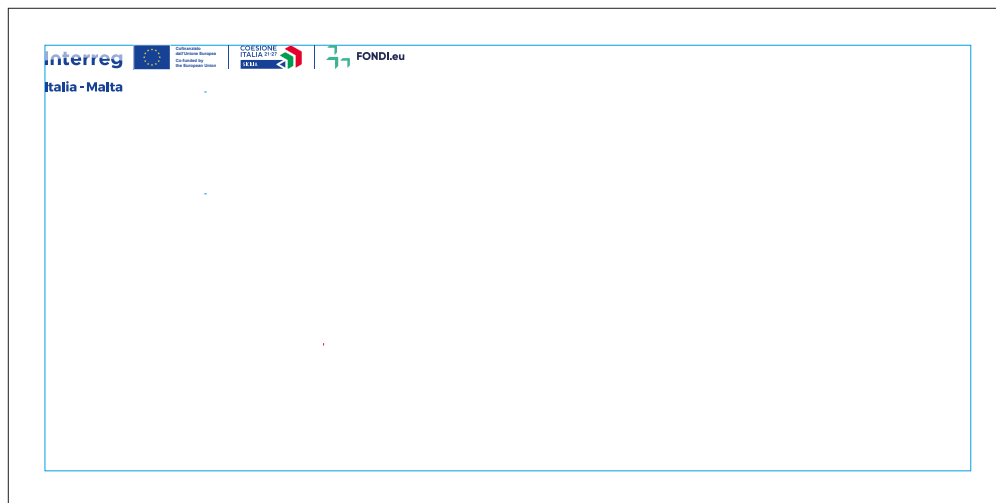 Interreg
Cofinanziato
dall'Unione Europea
Co-funded by
the European Union
COESIONE
ITALIA 21-27
SICILIA
FONDI.eu
Italia - Malta